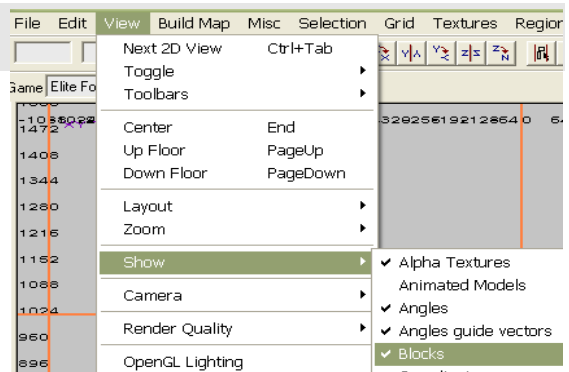 File Edit View Build Map Misc Selection Grid Textures Region
Next 2D View Ctrl+Tab
Toggle
Toolbars
Game Elite Fo
1472
Center End
1408
Up Floor PageUp
Down Floor PageDown
1344
1280
Layout
1216
Zoom
1152
Show
Alpha Textures
1088
Animated Models
Camera
1024
Angles
960
Render Quality
Angles guide vectors
896
OpenGL Lighting
Blocks